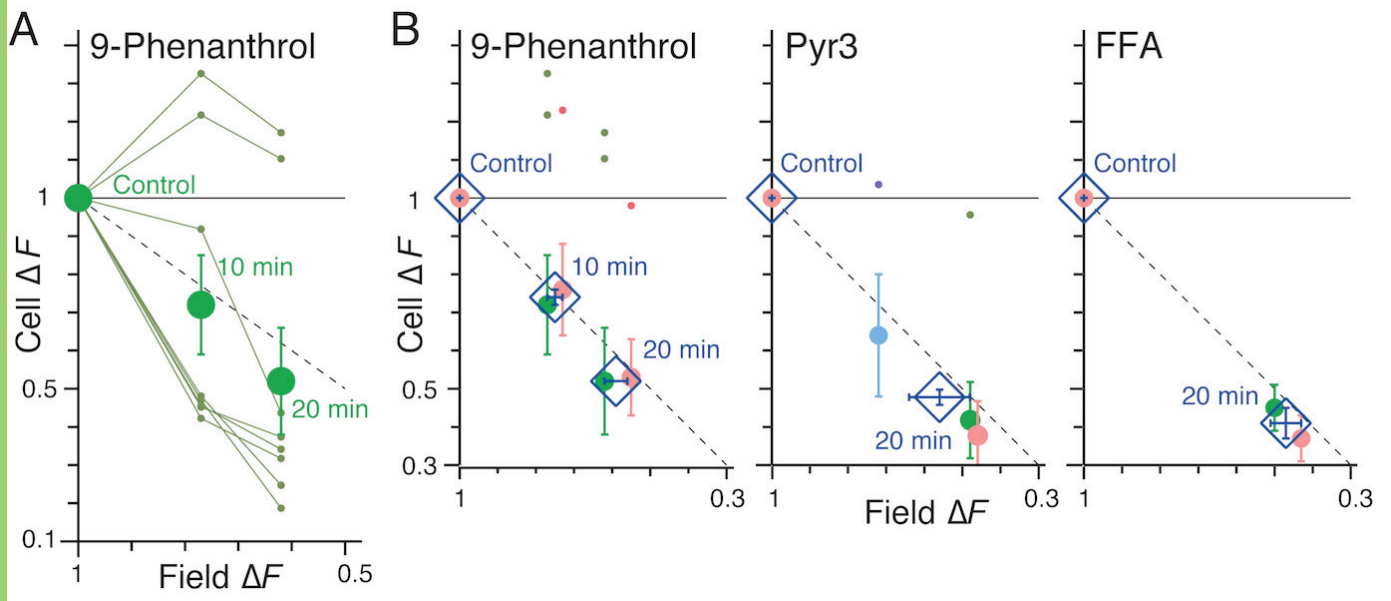 A
9-Phenanthrol
Control
10 min
20 min
1
0.5
0.1
Cell Δ F
1
0.5
Field ΔF
B
9-Phenanthrol
Control
10 min
20 min
1
0.5
0.3
Cell Δ F
1
0.3
Pyr3
Control
20 min
1
0.3
Field ΔF
FFA
Control
20 min
1
0.3